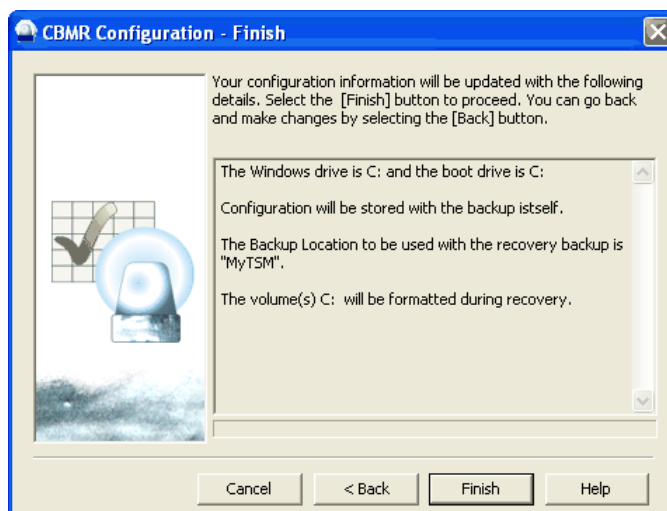 CBMR Configuration - Finish
Your configuration information will be updated with the following
details. Select the [Finish] button to proceed. You can go back
and make changes by selecting the [Back] button.
The Windows drive is C: and the boot drive is C:
Configuration will be stored with the backup istself.
The Backup Location to be used with the recovery backup is
"MyTSM".
The volume(s) C: will be formatted during recovery.
Cancel
< Back
Finish
Help